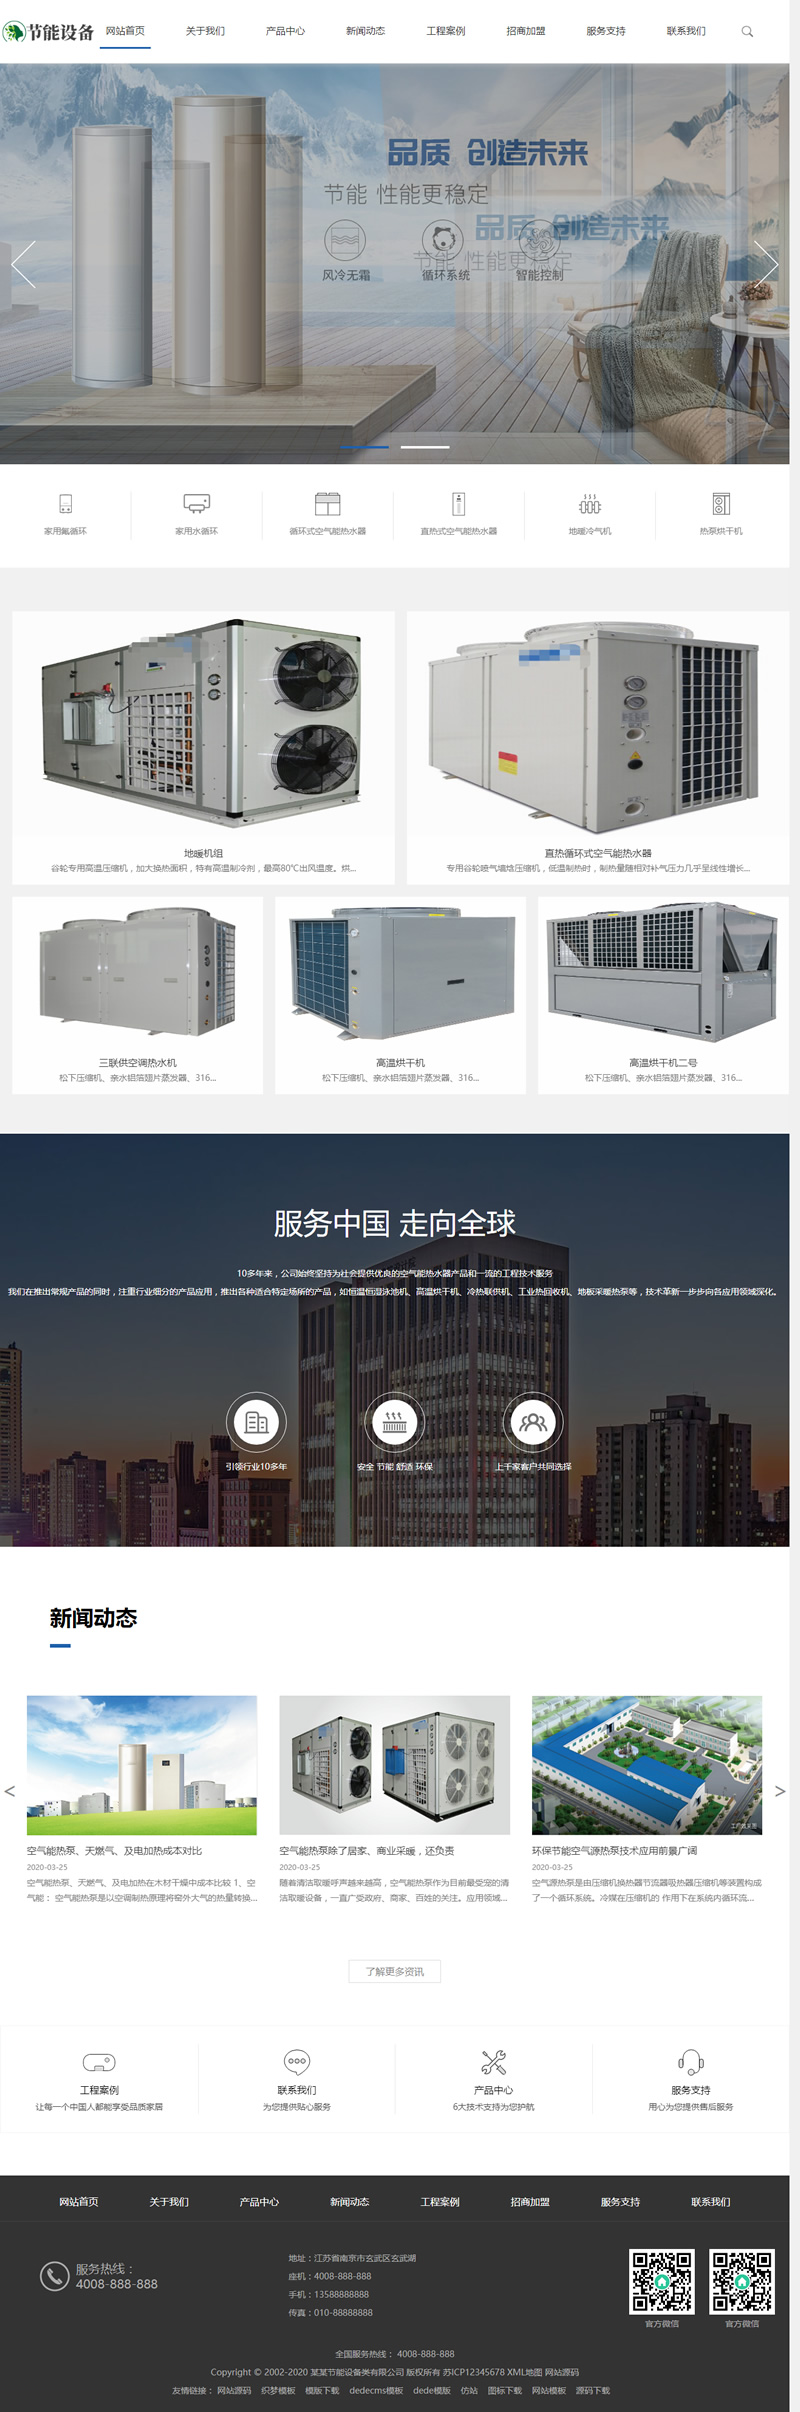 节能设备 网站首页 关于我们 产品中心 新闻动态 工程案例 招商加盟 服务支持 联系我们
品质 创造未来
节能 性能更稳定
品质 创造未来
节能 性能更稳定
风冷无霜 循环系统 智能控制
家用氟循环 家用水循环 循环式空气能热水器 直热式空气能热水器 地暖冷气机 热泵烘干机
地暖机组 直热循环式空气能热水器
谷轮专用高温压缩机，加大换热面积，特有高温制冷剂，最高80℃出风温度。烘... 专用谷轮喷气增焓压缩机，低温制热时，制热量随相对补气压力几乎呈线性增长...
三联供空调热水机 高温烘干机 高温烘干机二号
松下压缩机、亲水铝箔翅片蒸发器、316... 松下压缩机、亲水铝箔翅片蒸发器、316... 松下压缩机、亲水铝箔翅片蒸发器、316...
服务中国 走向全球
10多年来，公司始终坚持为社会提供优良的空气能热水器产品和一流的工程技术服务
我们在推出常规产品的同时，注重行业细分的产品应用，推出各种适合特定场所的产品，如恒温恒湿泳池机、高温烘干机、冷热联供机、工业热回收机、地板采暖热泵等，技术革新一步步向各应用领域深化。
引领行业10多年 安全 节能 舒适 环保 上千家客户共同选择
新闻动态
< >
工厂效果图
空气能热泵、天燃气、及电加热成本对比 空气能热泵除了居家、商业采暖，还负责 环保节能空气源热泵技术应用前景广阔
2020-03-25 2020-03-25 2020-03-25
空气能热泵、天燃气、及电加热在木材干燥中成本比较 1、空 随着清洁取暖呼声越来越高，空气能热泵作为目前最受宠的清 空气源热泵是由压缩机换热器节流器吸热器压缩机等装置构成
气能： 空气能热泵是以空调制热原理将窑外大气的热量转换... 洁取暖设备，一直广受政府、商家、百姓的关注。应用领域... 了一个循环系统。冷媒在压缩机的 作用下在系统内循环流...
了解更多资讯
工程案例 联系我们 产品中心 服务支持
让每一个中国人都能享受品质家居 为您提供贴心服务 6大技术支持为您护航 用心为您提供售后服务
网站首页 关于我们 产品中心 新闻动态 工程案例 招商加盟 服务支持 联系我们
服务热线：
4008-888-888
地址：江苏省南京市玄武区玄武湖
座机：4008-888-888
手机：13588888888
传真：010-88888888
官方微信 官方微信
全国服务热线： 4008-888-888
Copyright © 2002-2020 某某节能设备类有限公司 版权所有 苏ICP12345678 XML地图 网站源码
友情链接： 网站源码 织梦模板 模版下载 dedecms模板 dede模版 仿站 图标下载 网站模板 源码下载